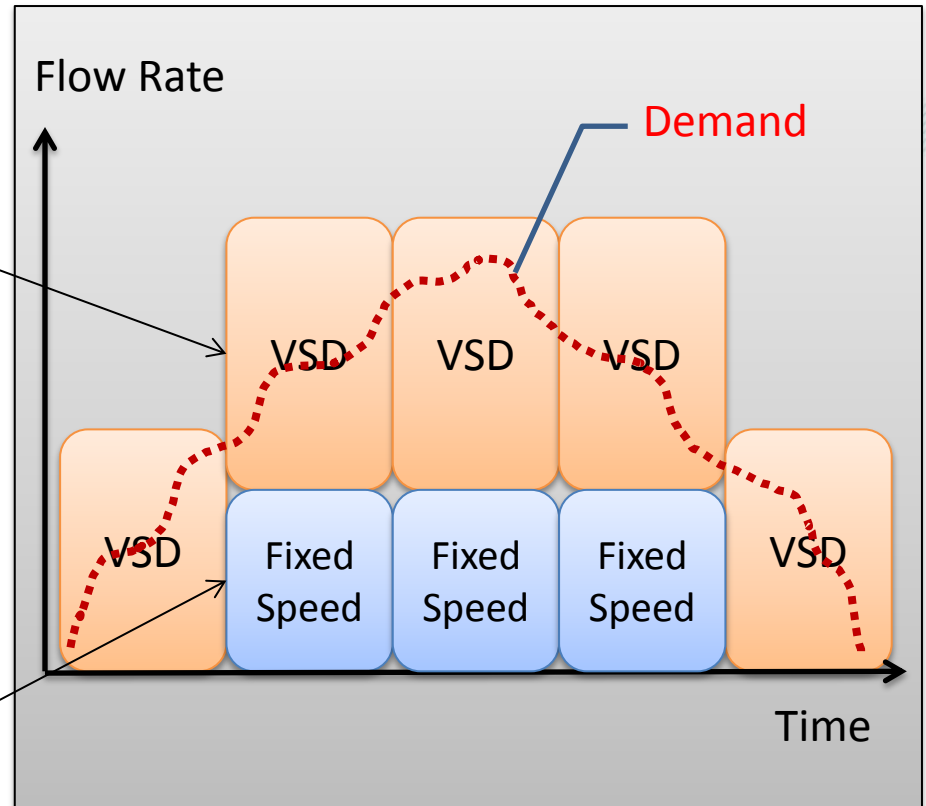 Flow Rate
Demand
VSD
VSD
VSD
VSD
Fixed
Speed
Fixed
Speed
Fixed
Speed
VSD
Time